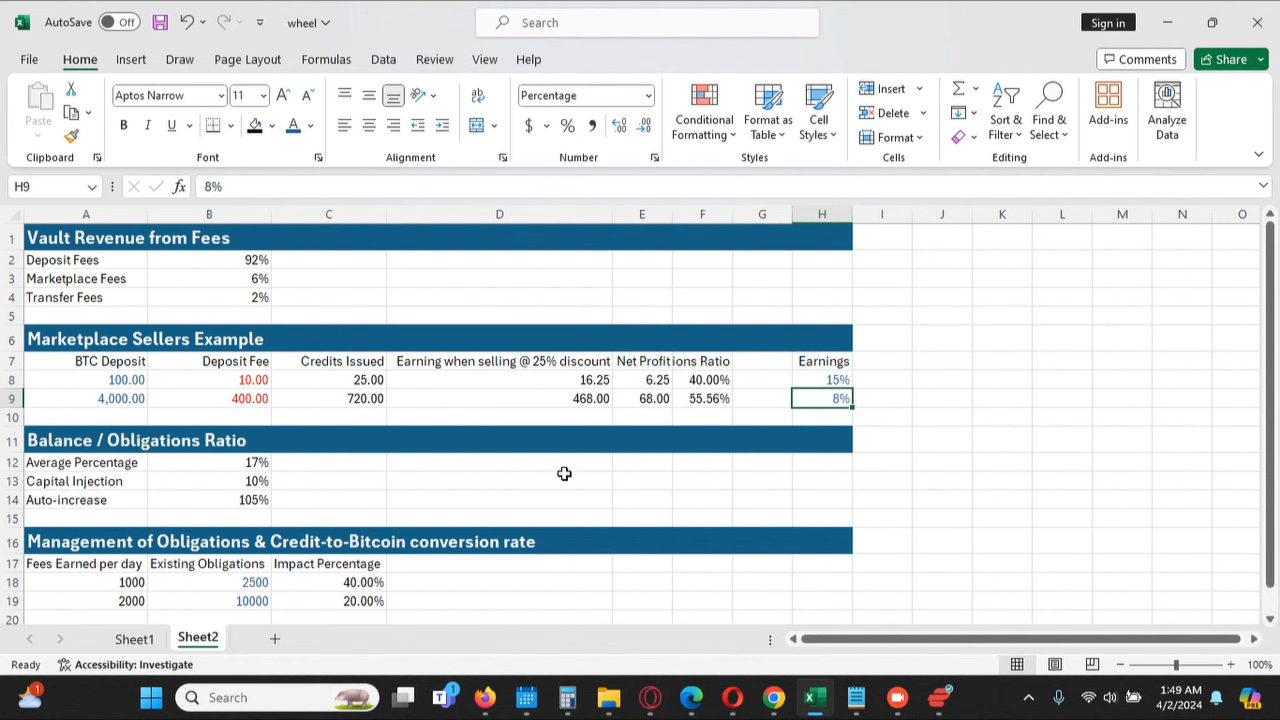 AutoSave Off wheel Search Sign in
File Home Insert Draw Page Layout Formulas Data Review View Help Comments Share
Paste Aptos Narrow 11 A A ab Percentage Conditional Formatting Format as Table Cell Styles Insert Delete Format Sort & Filter Find & Select Add-ins Analyze Data
B I U A $ % 9
Clipboard Font Alignment Number Styles Cells Editing Add-ins
H9 fx 8%
A B C D E F G H I J K L M N O
1 Vault Revenue from Fees
2 Deposit Fees 92%
3 Marketplace Fees 6%
4 Transfer Fees 2%
5
6 Marketplace Sellers Example
7 BTC Deposit Deposit Fee Credits Issued Earning when selling @ 25% discount Net Profit ions Ratio Earnings
8 100.00 10.00 25.00 16.25 6.25 40.00% 15%
9 4,000.00 400.00 720.00 468.00 68.00 55.56% 8%
10
11 Balance / Obligations Ratio
12 Average Percentage 17%
13 Capital Injection 10%
14 Auto-increase 105%
15
16 Management of Obligations & Credit-to-Bitcoin conversion rate
17 Fees Earned per day Existing Obligations Impact Percentage
18 1000 2500 40.00%
19 2000 10000 20.00%
20
Sheet1 Sheet2
Ready Accessibility: Investigate 100%
1 Search 1 1:49 AM
4/2/2024 PRE